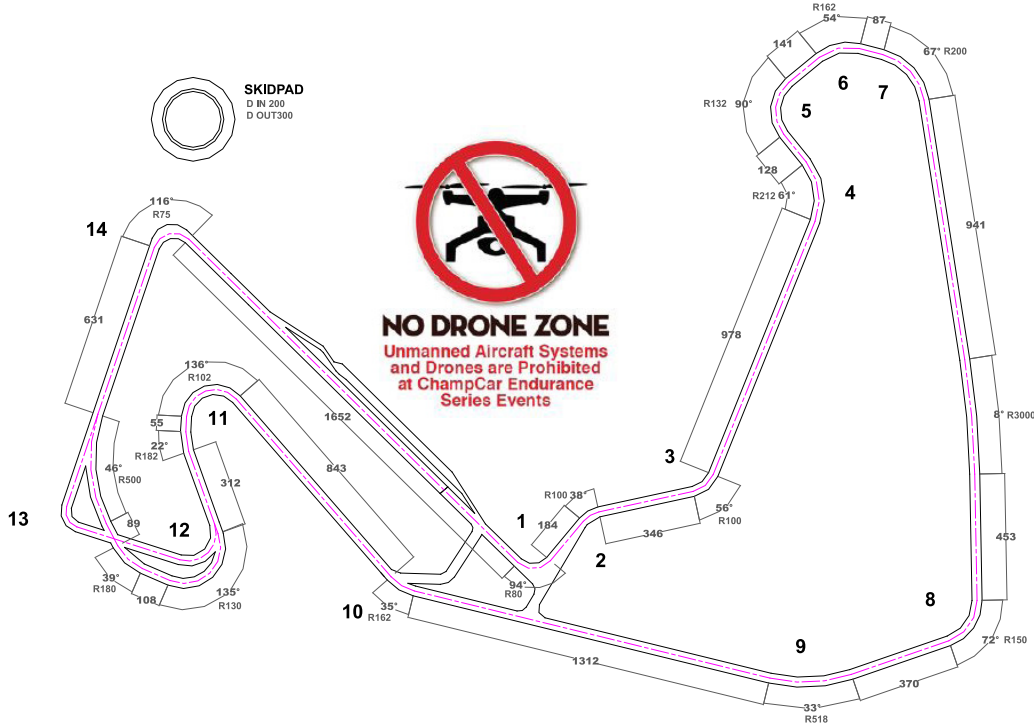 R162
54°
87
141
67° R200
6
7
SKIDPAD
D IN 200
D OUT300
R132 90°
5
128
4
R212 61°
116°
R75
14
941
631
978
NO DRONE ZONE
Unmanned Aircraft Systems
and Drones are Prohibited
at ChampCar Endurance
Series Events
136°
R102
1652
55
11
8° R3000
22°
R182
3
46°
R500
312
843
R100 38°
56°
R100
13
89
12
1
184
346
2
453
39°
R180
108
135°
R130
94°
R80
10
35°
R162
8
72° R150
9
1312
370
33°
R518